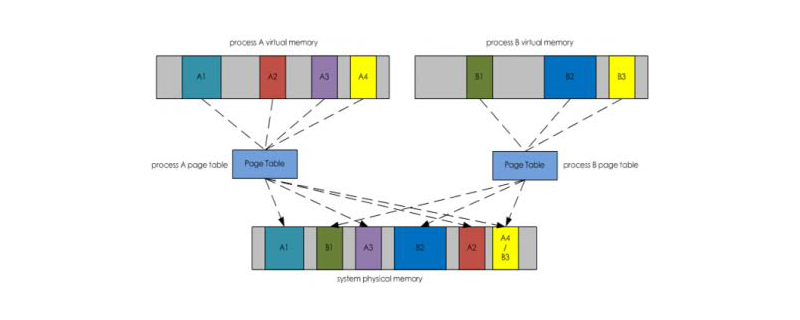 process A virtual memory
process B virtual memory
A1
A2
A3
A4
B1
B2
B3
process A page table
Page Table
Page Table
process B page table
A1
B1
A3
B2
A2
A4
/
B3
system physical memory